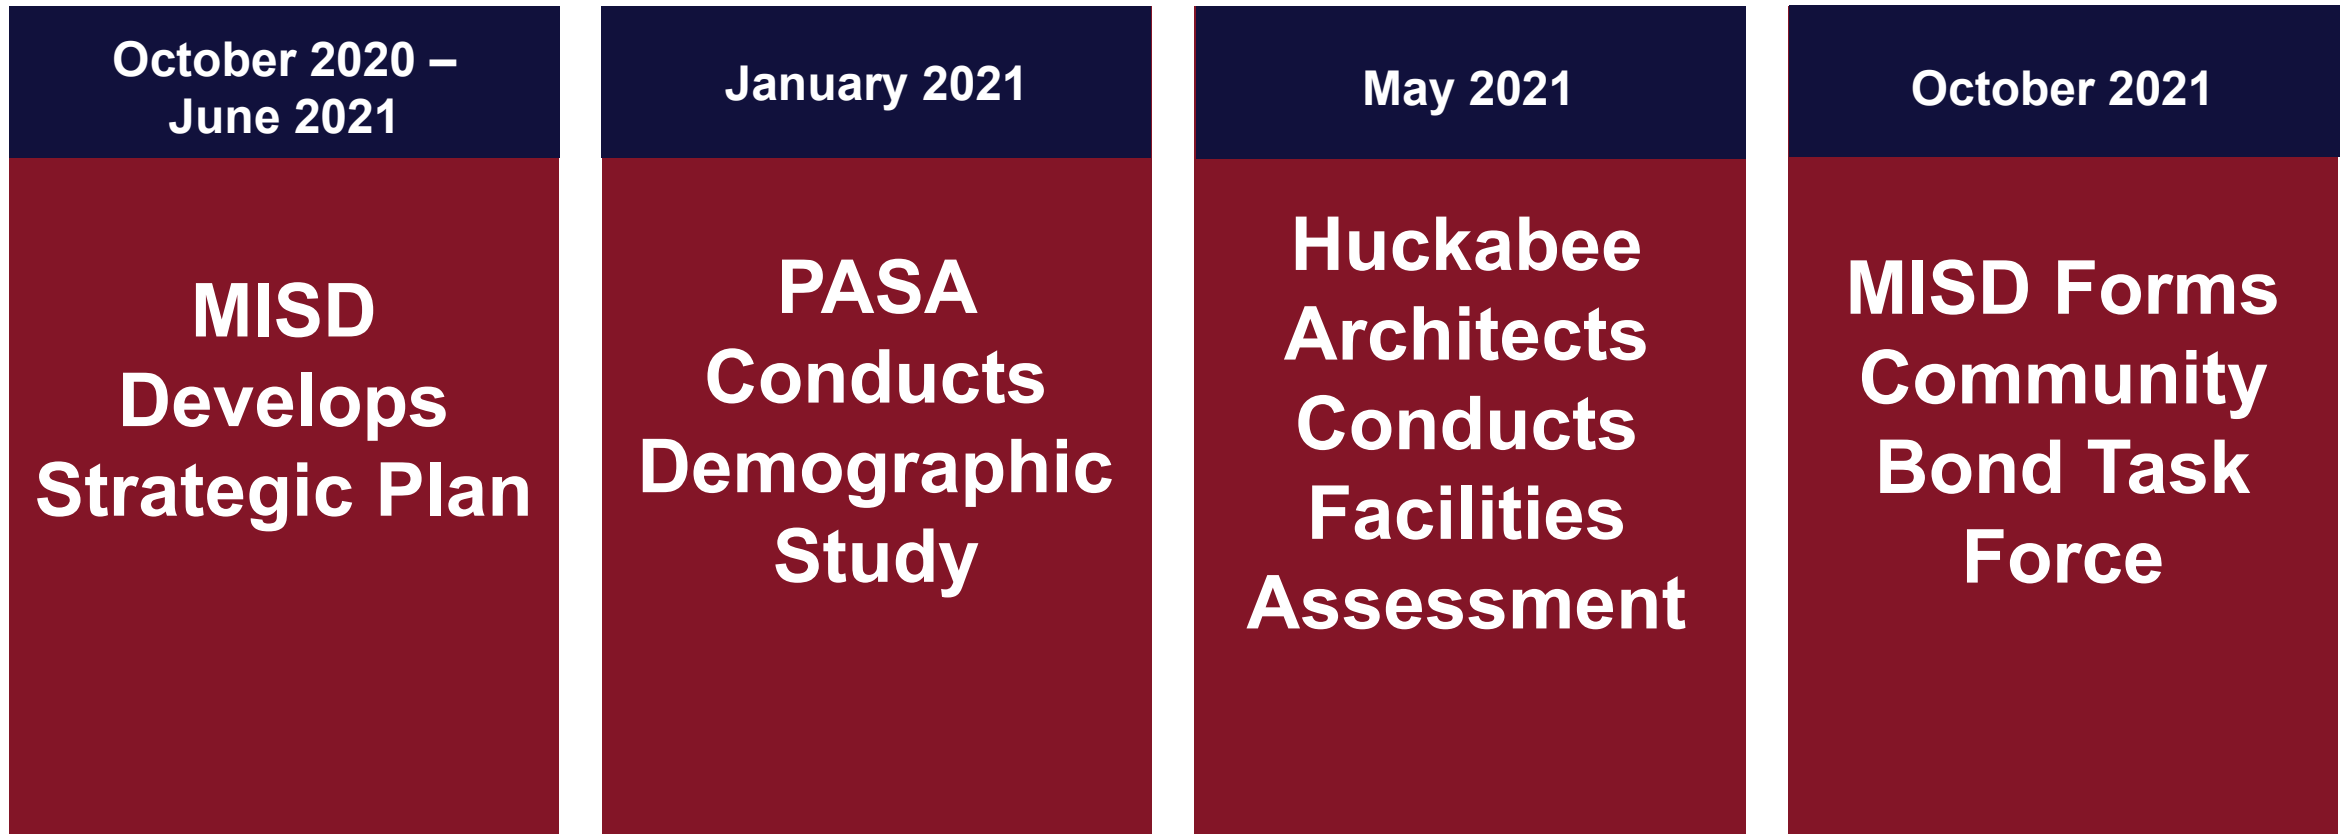 October 2020 –
June 2021
MISD
Develops
Strategic Plan
January 2021
PASA
Conducts
Demographic
Study
May 2021
Huckabee
Architects
Conducts
Facilities
Assessment
October 2021
MISD Forms
Community
Bond Task
Force